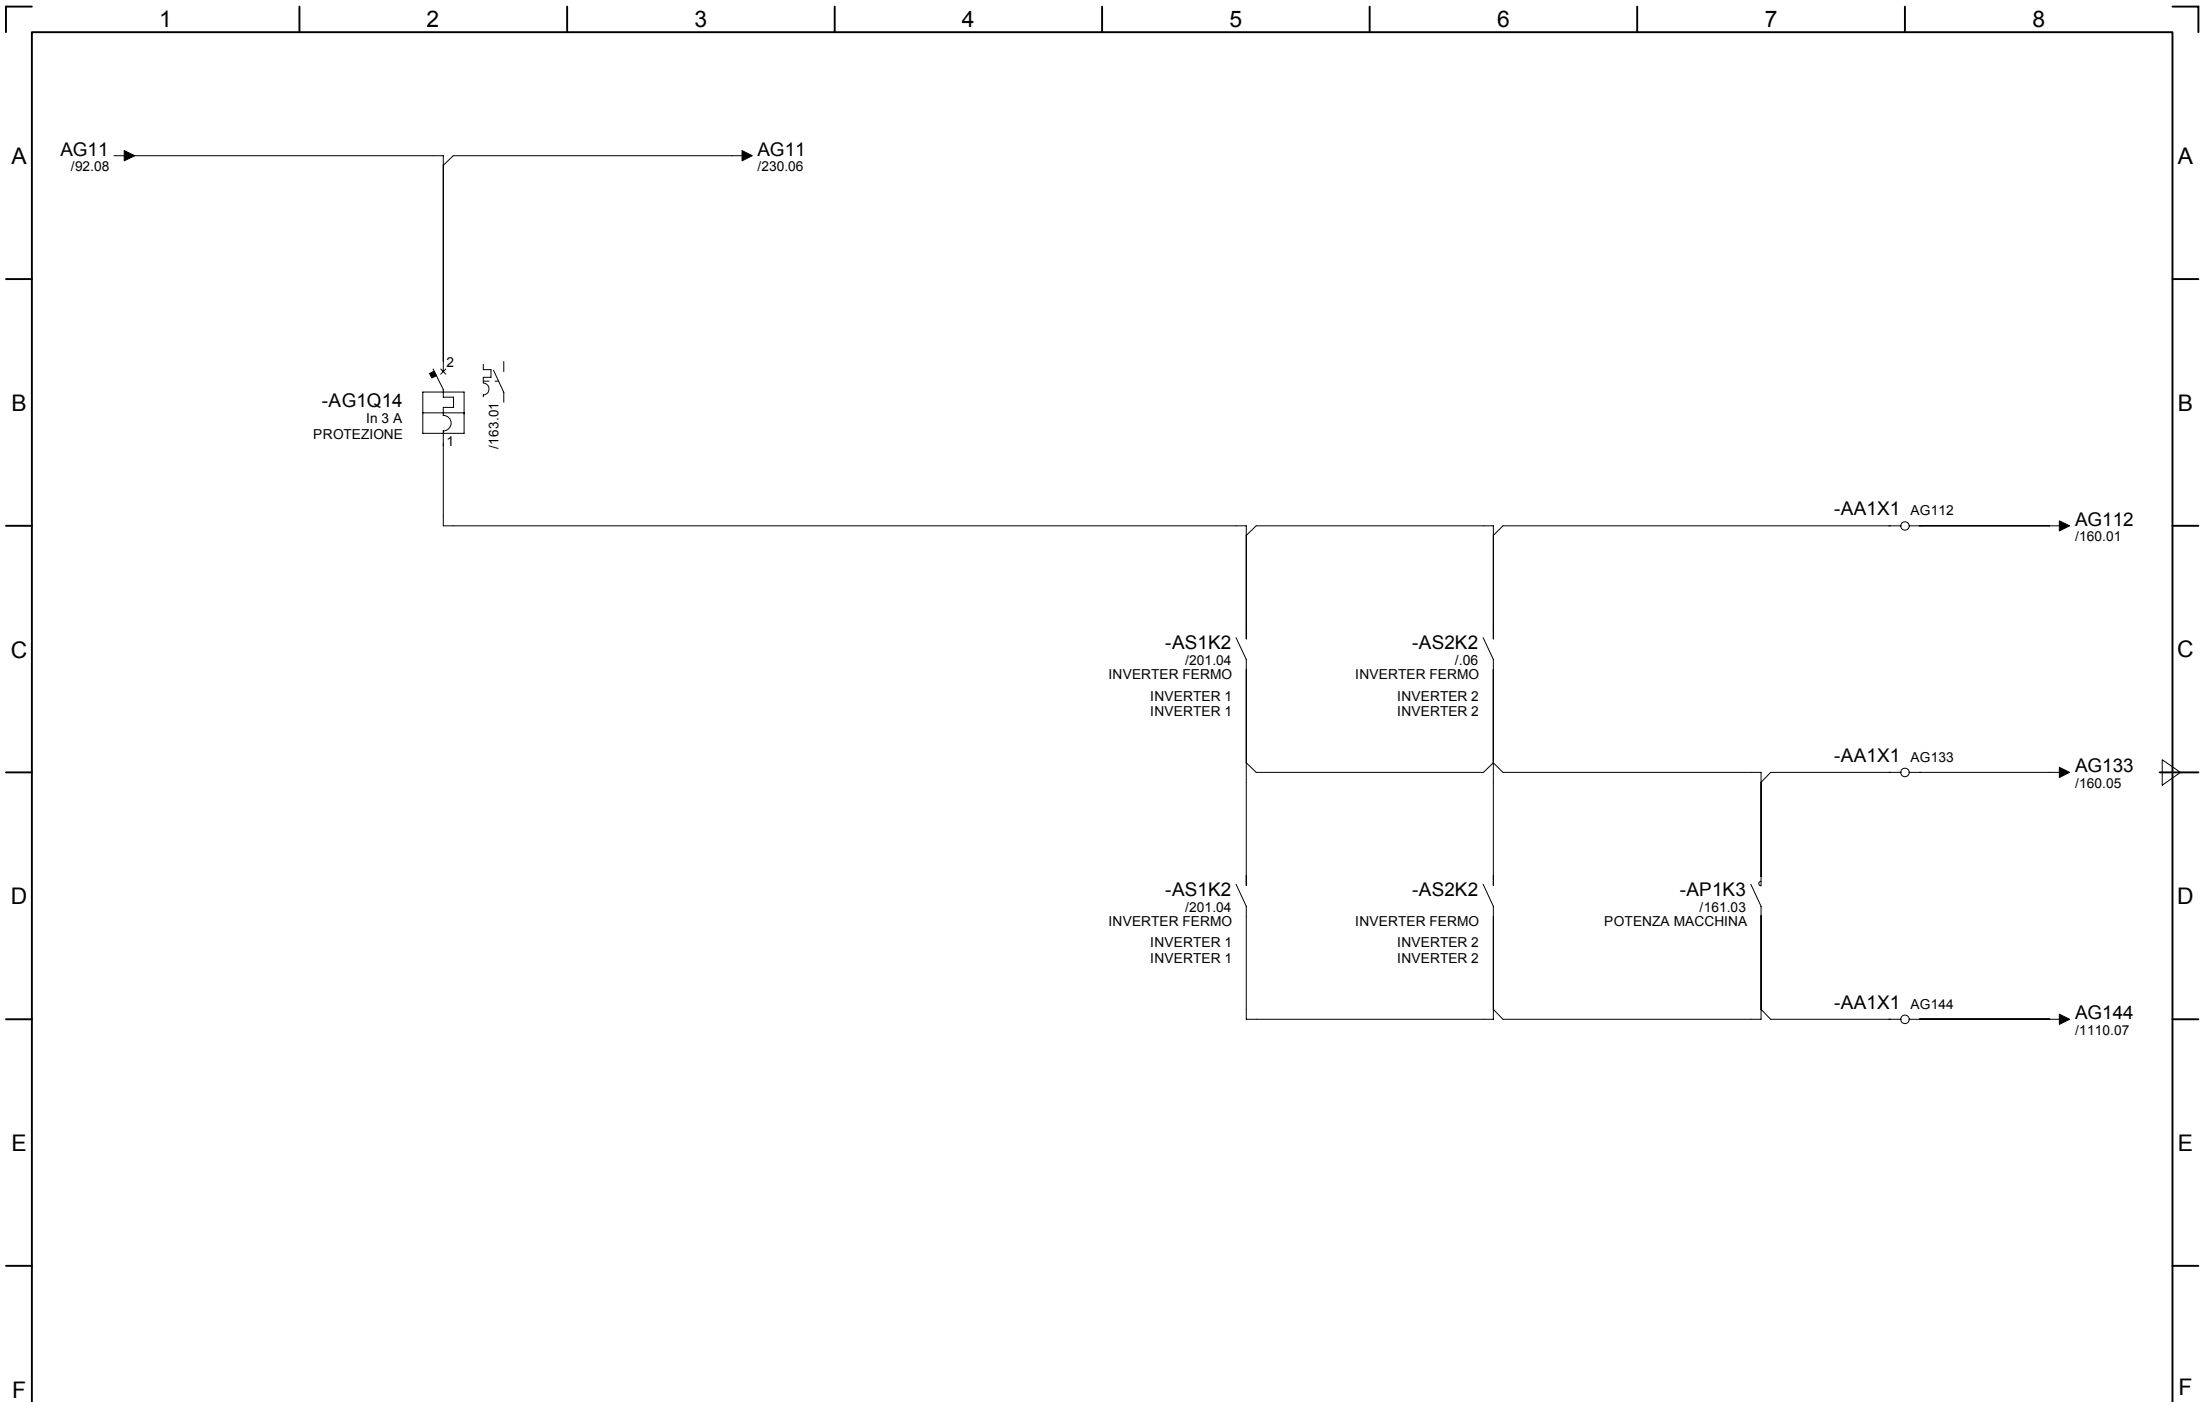 1 2 3 4 5 6 7 8
A AG11 AG11 A
/92.08 /230.06
2
B -AG1Q14 B
In 3 A
PROTEZIONE
1
/163.01
-AA1X1 AG112 AG112
/160.01
C -AS1K2 -AS2K2 C
/201.04 /.06
INVERTER FERMO INVERTER FERMO
INVERTER 1 INVERTER 2
INVERTER 1 INVERTER 2
-AA1X1 AG133 AG133
/160.05
D -AS1K2 -AS2K2 -AP1K3 D
/201.04 /161.03
INVERTER FERMO INVERTER FERMO POTENZA MACCHINA
INVERTER 1 INVERTER 2
INVERTER 1 INVERTER 2
-AA1X1 AG144 AG144
/1110.07
E E
F F